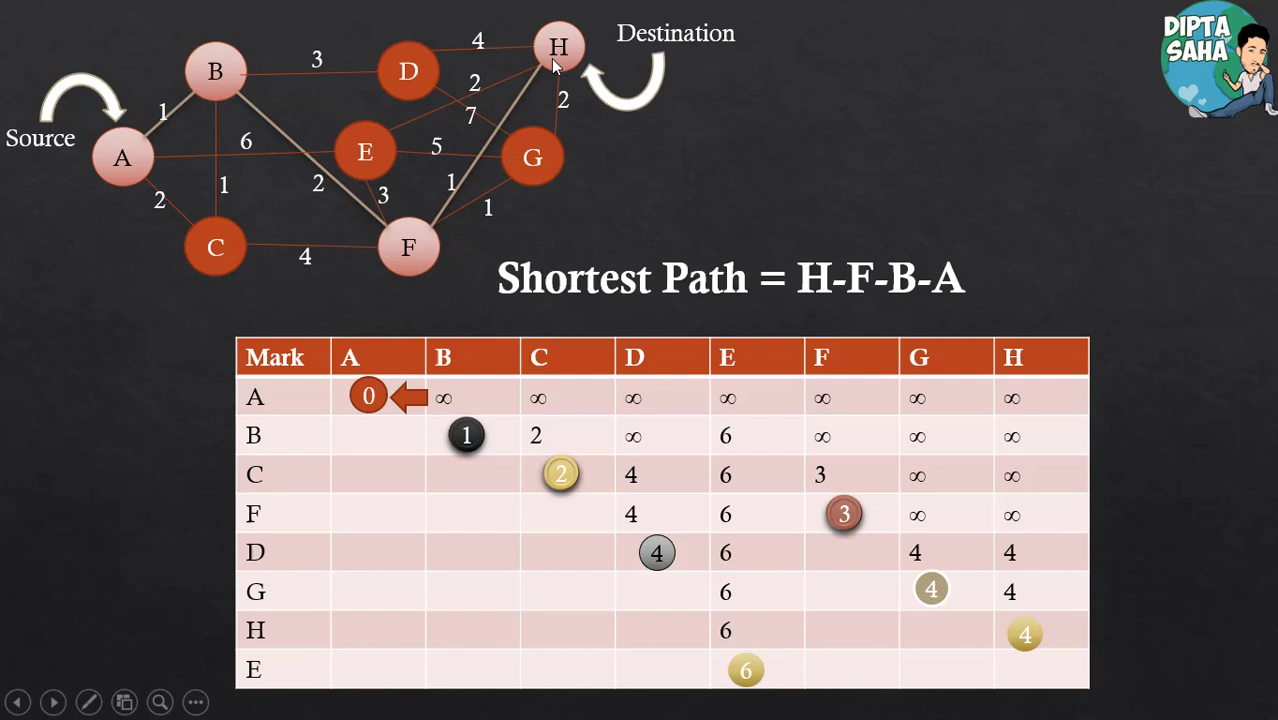 DIPTA
SAHA
Destination
Source
A
B
C
D
E
F
G
H
1
6
2
3
1
2
4
4
2
7
5
3
1
1
2
Shortest Path = H-F-B-A
Mark A B C D E F G H
A 0 ∞ ∞ ∞ ∞ ∞ ∞ ∞
B 1 2 ∞ 6 ∞ ∞ ∞
C 2 4 6 3 ∞ ∞
F 4 6 3 ∞ ∞
D 4 6 4 4
G 6 4 4
H 6 4
E 6